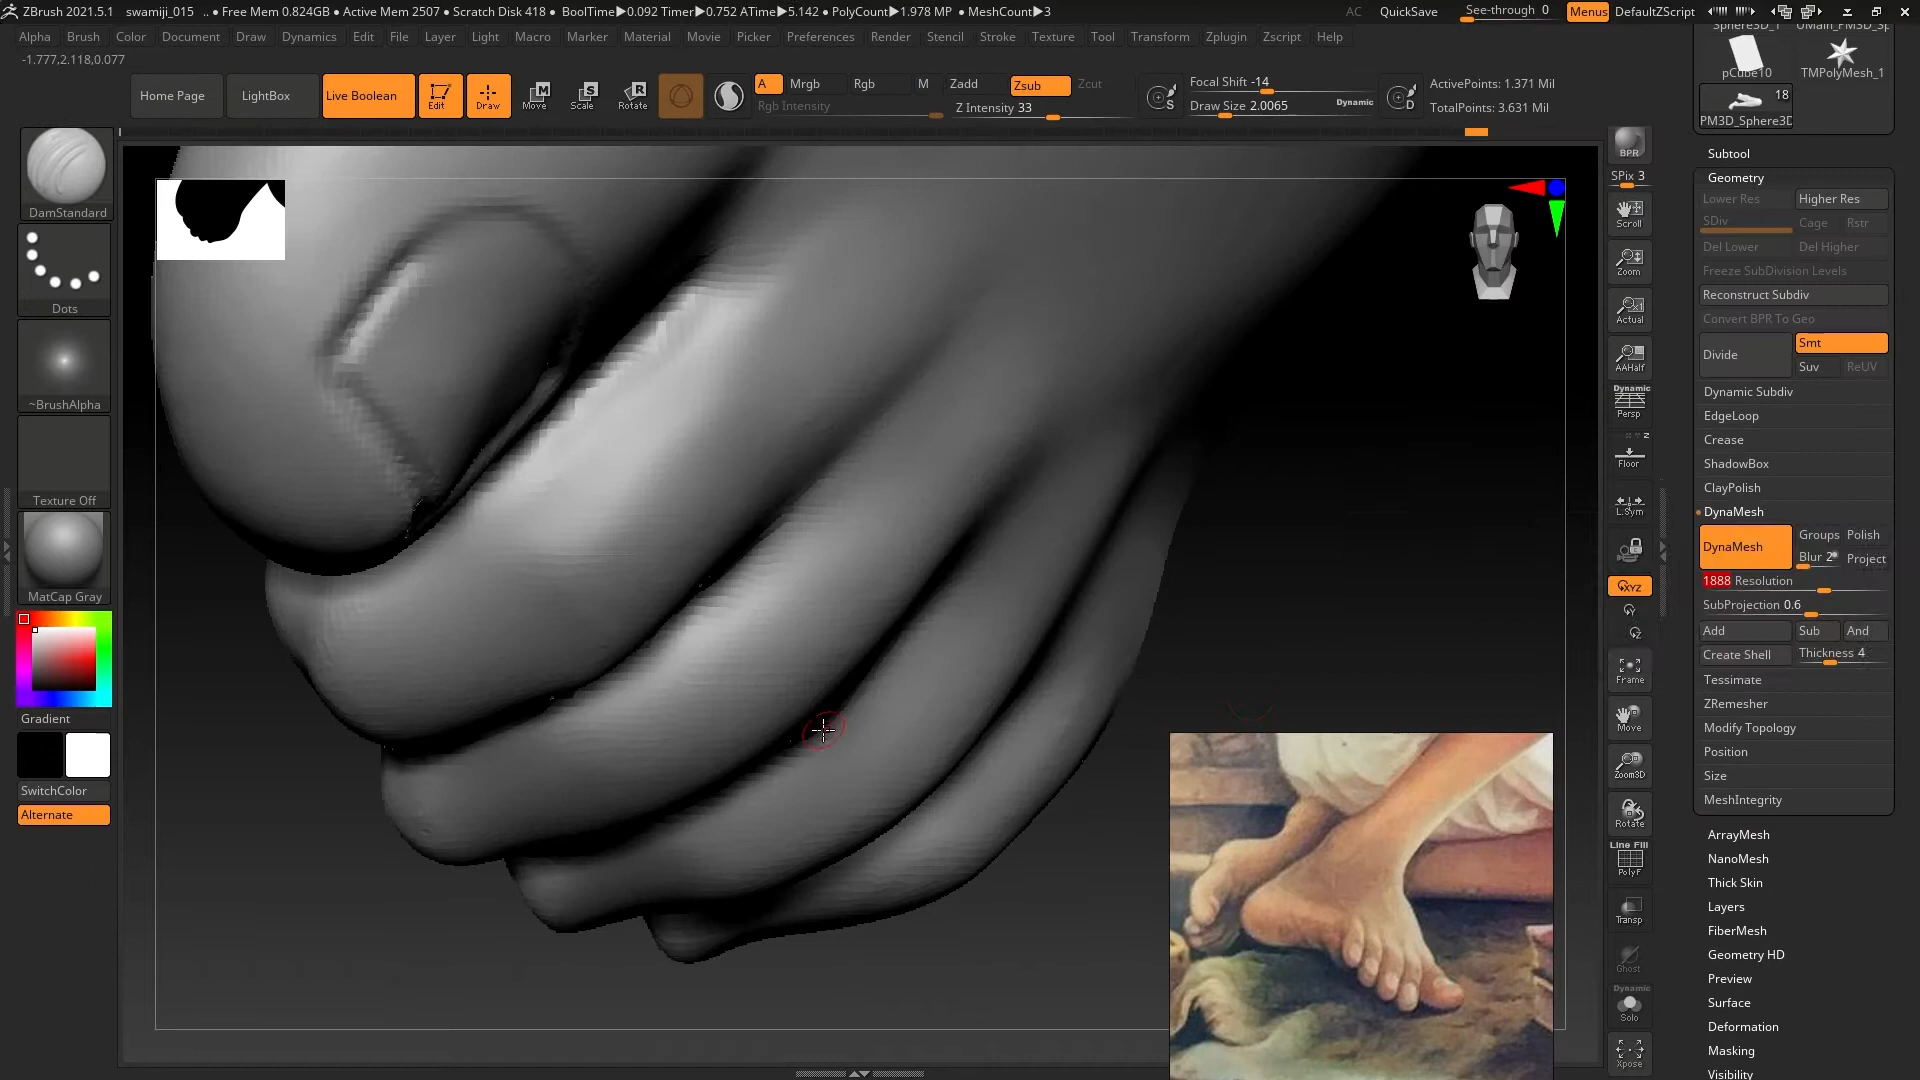 ZBrush 2021.5.1 swamiji_015 .. • Free Mem 0.824GB • Active Mem 2507 • Scratch Disk 418 • BoolTime▶0.092 Timer▶0.752 ATime▶5.142 • PolyCount▶1.978 MP • MeshCount▶3 AC QuickSave See-through 0 Menus DefaultZScript
Alpha Brush Color Document Draw Dynamics Edit File Layer Light Macro Marker Material Movie Picker Preferences Render Stencil Stroke Texture Tool Transform Zplugin Zscript Help
-1.777,2.118,0.077
Home Page LightBox Live Boolean Edit Draw Move Scale Rotate
A Mrgb Rgb M Zadd Zsub Zcut
Rgb Intensity Z Intensity 33
S Focal Shift -14
Draw Size 2.0065 Dynamic D
ActivePoints: 1.371 Mil
TotalPoints: 3.631 Mil
DamStandard
Dots
~BrushAlpha
Texture Off
MatCap Gray
Gradient
SwitchColor
Alternate
BPR
SPix 3
Scroll
Zoom
Actual
AAHalf
Dynamic
Persp
Floor
L.Sym
XYZ
Y
Z
Frame
Move
Zoom3D
Rotate
Line Fill
PolyF
Transp
Ghost
Dynamic
Solo
Xpose
pCube10 TMPolyMesh_1
18
PM3D_Sphere3D
Subtool
Geometry
Lower Res Higher Res
SDiv Cage Rstr
Del Lower Del Higher
Freeze SubDivision Levels
Reconstruct Subdiv
Convert BPR To Geo
Divide Smt
Suv ReUV
Dynamic Subdiv
EdgeLoop
Crease
ShadowBox
ClayPolish
DynaMesh
DynaMesh Groups Polish
Blur 2 Project
1888 Resolution
SubProjection 0.6
Add Sub And
Create Shell Thickness 4
Tessimate
ZRemesher
Modify Topology
Position
Size
MeshIntegrity
ArrayMesh
NanoMesh
Thick Skin
Layers
FiberMesh
Geometry HD
Preview
Surface
Deformation
Masking
Visibility